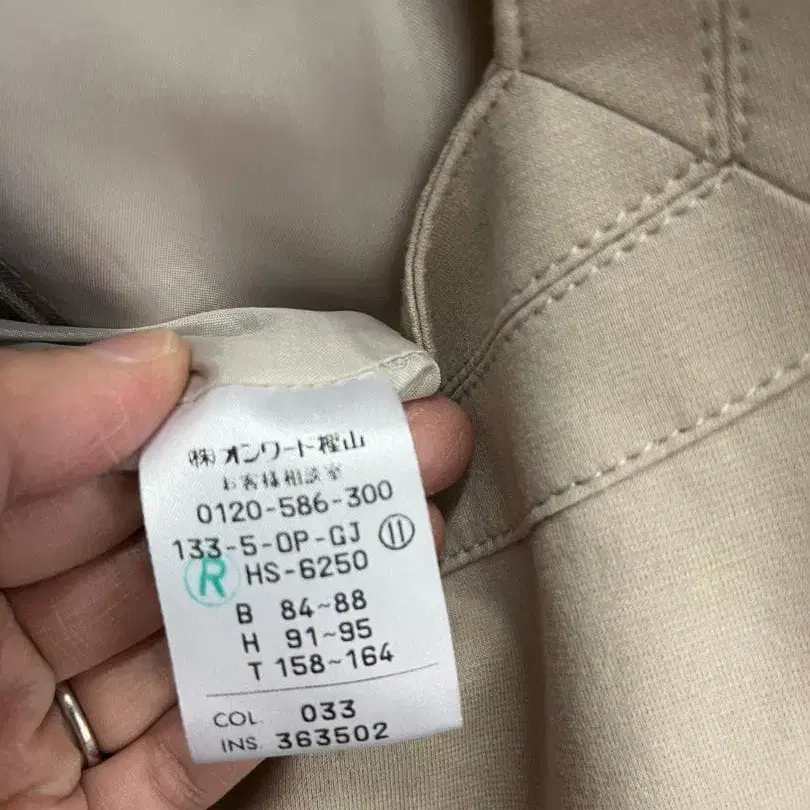 ㈱オンワード樫山
お客様相談室
0120-586-300
133-5-OP-GJ ⑪
R HS-6250
B 84~88
H 91~95
T 158~164
COL. 033
INS. 363502